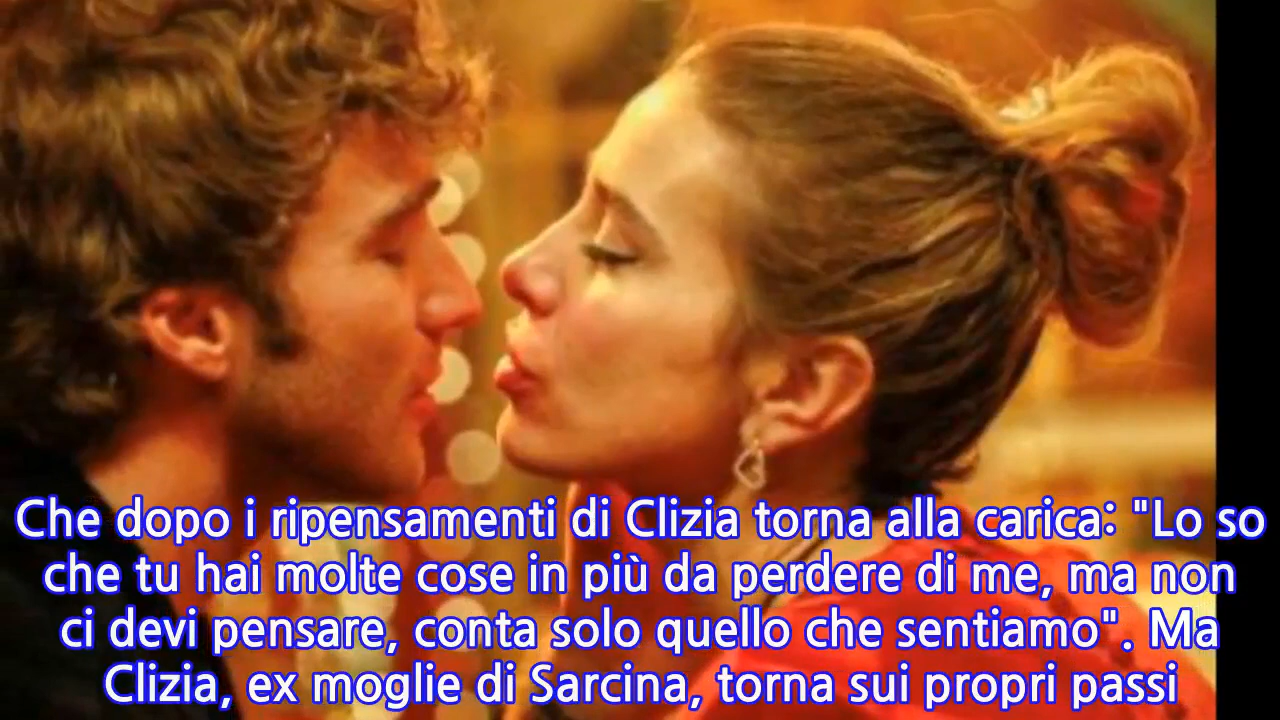 Che dopo i ripensamenti di Clizia torna alla carica: "Lo so
che tu hai molte cose in più da perdere di me, ma non
ci devi pensare, conta solo quello che sentiamo". Ma
Clizia, ex moglie di Sarcina, torna sui propri passi